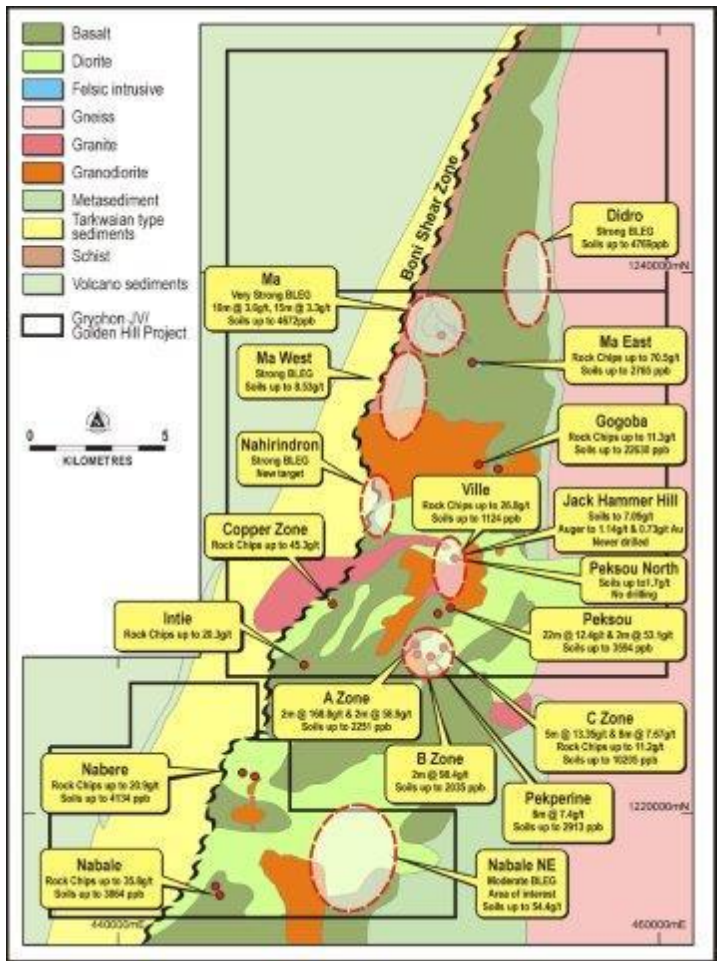 Basalt
Diorite
Felsic intrusive
Gneiss
Granite
Granodiorite
Metasediment
Tarkwaian type
sediments
Schist
Volcano sediments
Gryphon JV/
Golden Hill Project
0 5
KILOMETRES
Boni Shear Zone
Didro
Strong BLEG
Soils up to 4769ppb
1240000mN
Ma
Very Strong BLEG
10m @ 3.6g/t, 15m @ 3.3g/t
Soils up to 4672ppb
Ma East
Rock Chips up to 70.5g/t
Soils up to 2765 ppb
Ma West
Strong BLEG
Soils up to 8.53g/t
Gogoba
Rock Chips up to 11.3g/t
Soils up to 22630 ppb
Nahirindron
Strong BLEG
New target
Ville
Rock Chips up to 26.8g/t
Soils up to 1124 ppb
Jack Hammer Hill
Soils to 7.09g/t
Auger to 1.14g/t & 0.73g/t Au
Never drilled
Copper Zone
Rock Chips up to 45.3g/t
Peksou North
Soils up to1.7g/t
No drilling
Intie
Rock Chips up to 20.3g/t
Peksou
22m @ 12.4g/t & 2m @ 53.1g/t
Soils up to 3554 ppb
A Zone
2m @ 168.8g/t & 2m @ 58.5g/t
Soils up to 2251 ppb
C Zone
5m @ 13.35g/t & 8m @ 7.67g/t
Rock Chips up to 11.2g/t
Soils up to 10205 ppb
B Zone
2m @ 58.4g/t
Soils up to 2035 ppb
Nabere
Rock Chips up to 20.9g/t
Soils up to 4134 ppb
Pekperine
8m @ 7.4g/t
Soils up to 2913 ppb
1220000mN
Nabale
Rock Chips up to 35.8g/t
Soils up to 3864 ppb
Nabale NE
Moderate BLEG
Area of interest
Soils up to 54.4g/t
440000mE
460000mE